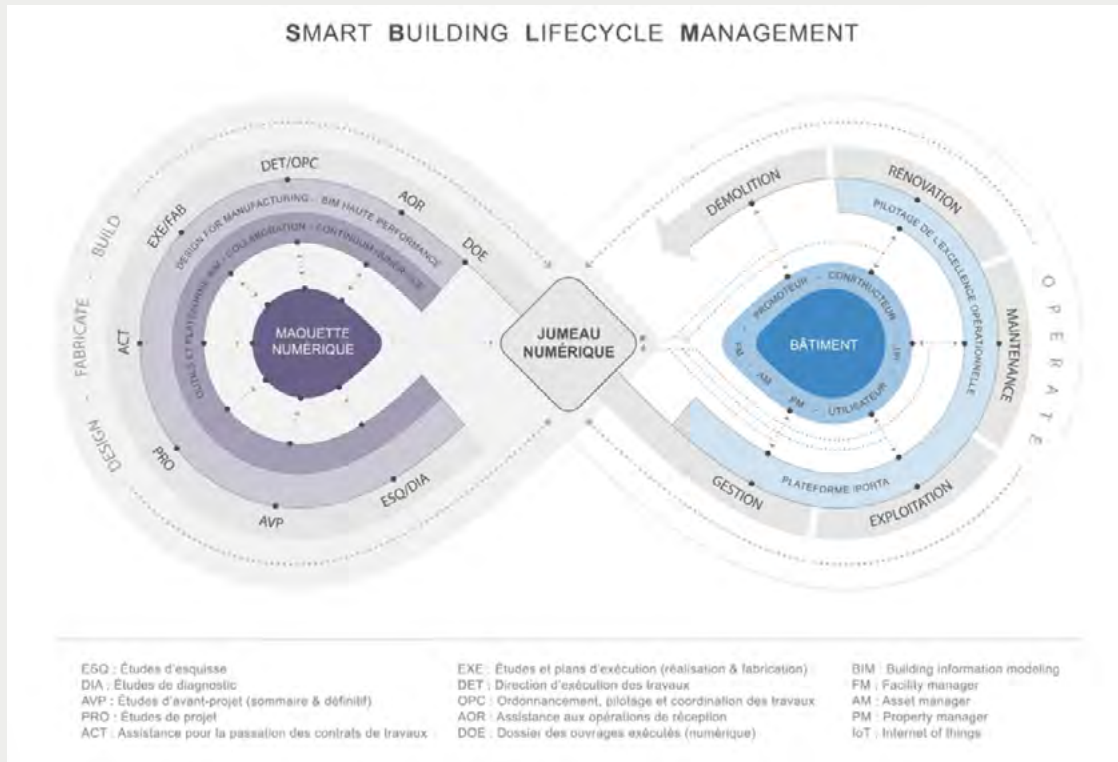 SMART BUILDING LIFECYCLE MANAGEMENT
DESIGN - FABRICATE - BUILD
ESQ/DIA
AVP
PRO
ACT
EXE/FAB
DET/OPC
AOR
DOE
DESIGN FOR MANUFACTURING - BIM HAUTE PERFORMANCE
OUTILS ET PLATEFORME BIM - COLLABORATION - CONTINUUM NUMÉRIQUE
MAQUETTE
NUMÉRIQUE
JUMEAU
NUMÉRIQUE
OPERATE
GESTION
EXPLOITATION
MAINTENANCE
RÉNOVATION
DÉMOLITION
PILOTAGE DE L'EXCELLENCE OPÉRATIONNELLE
PLATEFORME IPORTA
PROMOTEUR - CONSTRUCTEUR
FM - AM - PM - UTILISATEUR
BÂTIMENT
ESQ : Études d'esquisse
DIA : Études de diagnostic
AVP : Études d'avant-projet (sommaire & définitif)
PRO : Études de projet
ACT : Assistance pour la passation des contrats de travaux
EXE : Études et plans d'exécution (réalisation & fabrication)
DET : Direction d'exécution des travaux
OPC : Ordonnancement, pilotage et coordination des travaux
AOR : Assistance aux opérations de réception
DOE : Dossier des ouvrages exécutés (numérique)
BIM : Building information modeling
FM : Facility manager
AM : Asset manager
PM : Property manager
IoT : Internet of things